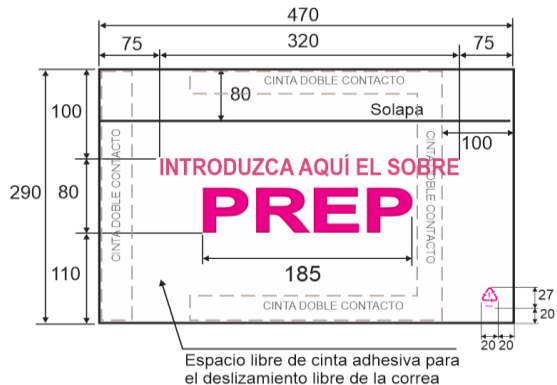 470
75
320
75
CINTA DOBLE CONTACTO
80
Solapa
100
100
INTRODUZCA AQUÍ EL SOBRE
PREP
290
80
CINTA DOBLE CONTACTO
CINTA DOBLE CONTACTO
185
110
CINTA DOBLE CONTACTO
27
20
20
20
Espacio libre de cinta adhesiva para
el deslizamiento libre de la correa